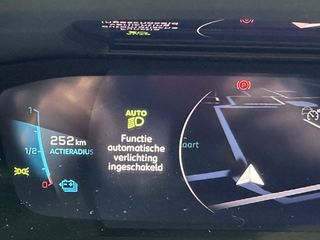 1
252 km
1/2
ACTIERADIUS
0
AUTO
Functie
automatische
verlichting
ingeschakeld
aart
P